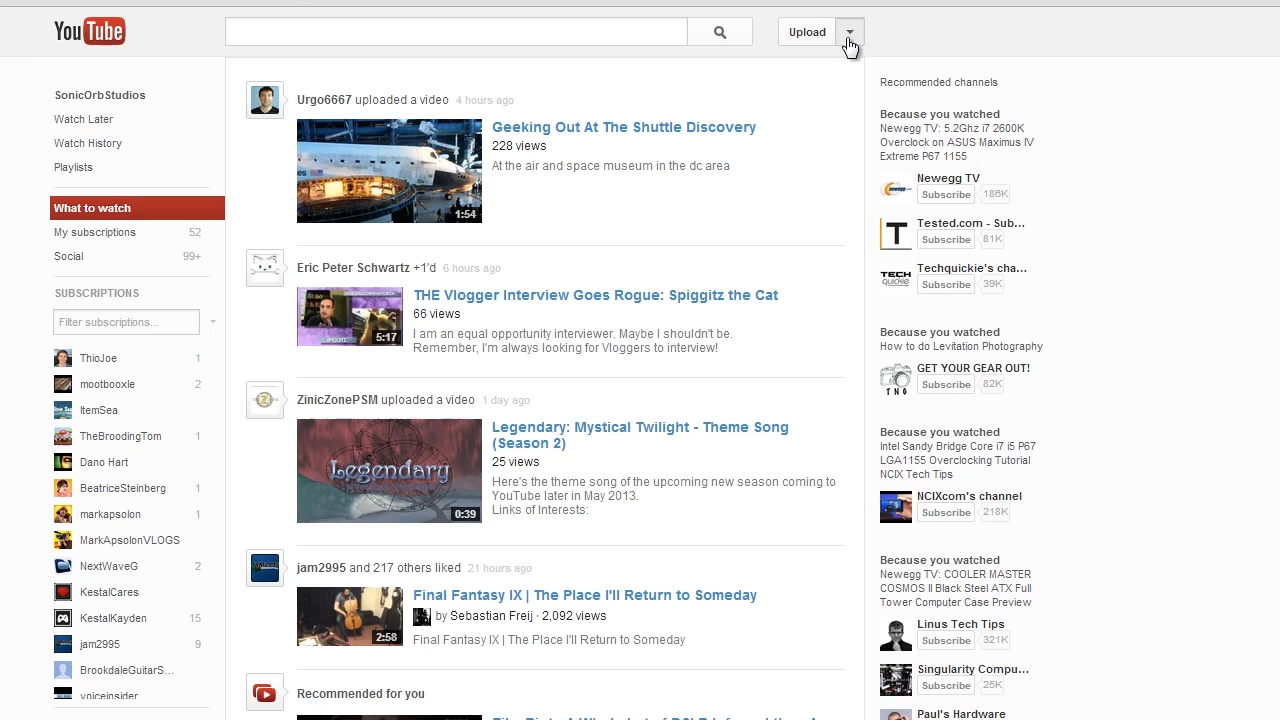 YouTube
Upload
SonicOrbStudios
Watch Later
Watch History
Playlists
What to watch
My subscriptions 52
Social 99+
SUBSCRIPTIONS
Filter subscriptions...
ThioJoe 1
mootbooxle 2
ItemSea
TheBroodingTom 1
Dano Hart
BeatriceSteinberg 1
markapsolon 1
MarkApsolonVLOGS
NextWaveG 2
KestalCares
KestalKayden 15
jam2995 9
BrookdaleGuitarS...
voiceinsider
Urgo6667 uploaded a video 4 hours ago
Geeking Out At The Shuttle Discovery
228 views
At the air and space museum in the dc area
1:54
Eric Peter Schwartz +1'd 6 hours ago
THE Vlogger Interview Goes Rogue: Spiggitz the Cat
66 views
I am an equal opportunity interviewer. Maybe I shouldn't be.
Remember, I'm always looking for Vloggers to interview!
5:17
ZinicZonePSM uploaded a video 1 day ago
Legendary: Mystical Twilight - Theme Song
(Season 2)
25 views
Here's the theme song of the upcoming new season coming to
YouTube later in May 2013.
Links of Interests:
Legendary
0:39
jam2995 and 217 others liked 21 hours ago
Final Fantasy IX | The Place I'll Return to Someday
by Sebastian Freij · 2,092 views
Final Fantasy IX | The Place I'll Return to Someday
2:58
Recommended for you
Recommended channels
Because you watched
Newegg TV: 5.2Ghz i7 2600K
Overclock on ASUS Maximus IV
Extreme P67 1155
Newegg TV
Subscribe 186K
Tested.com - Sub...
Subscribe 81K
T
Techquickie's cha...
Subscribe 39K
TECH
quickie
Because you watched
How to do Levitation Photography
GET YOUR GEAR OUT!
Subscribe 82K
TNG
Because you watched
Intel Sandy Bridge Core i7 i5 P67
LGA1155 Overclocking Tutorial
NCIX Tech Tips
NCIXcom's channel
Subscribe 218K
Because you watched
Newegg TV: COOLER MASTER
COSMOS II Black Steel ATX Full
Tower Computer Case Preview
Linus Tech Tips
Subscribe 321K
Singularity Compu...
Subscribe 25K
Paul's Hardware